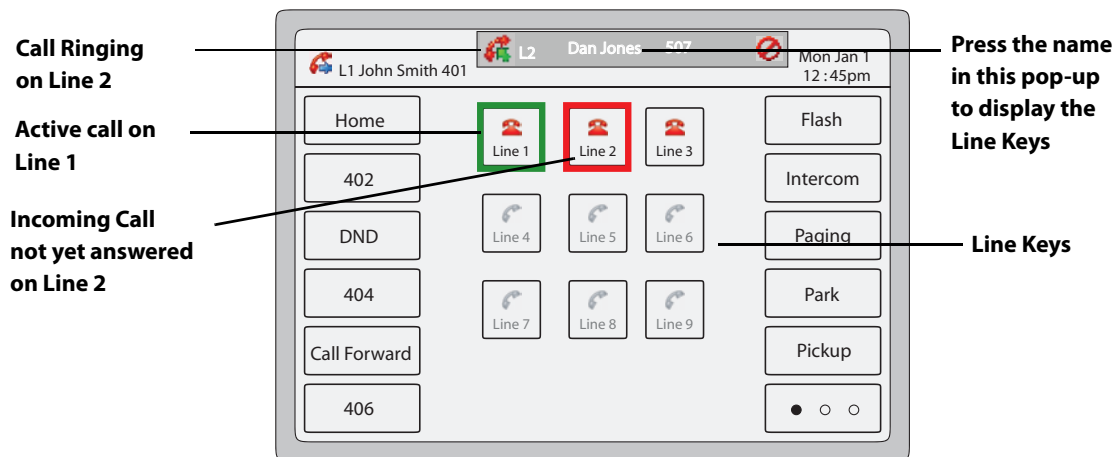 Call Ringing
on Line 2
Active call on
Line 1
Incoming Call
not yet answered
on Line 2
L1 John Smith 401
L2 Dan Jones 507
Mon Jan 1
12 :45pm
Home
402
DND
404
Call Forward
406
Line 1
Line 2
Line 3
Line 4
Line 5
Line 6
Line 7
Line 8
Line 9
Flash
Intercom
Paging
Park
Pickup
Press the name
in this pop-up
to display the
Line Keys
Line Keys